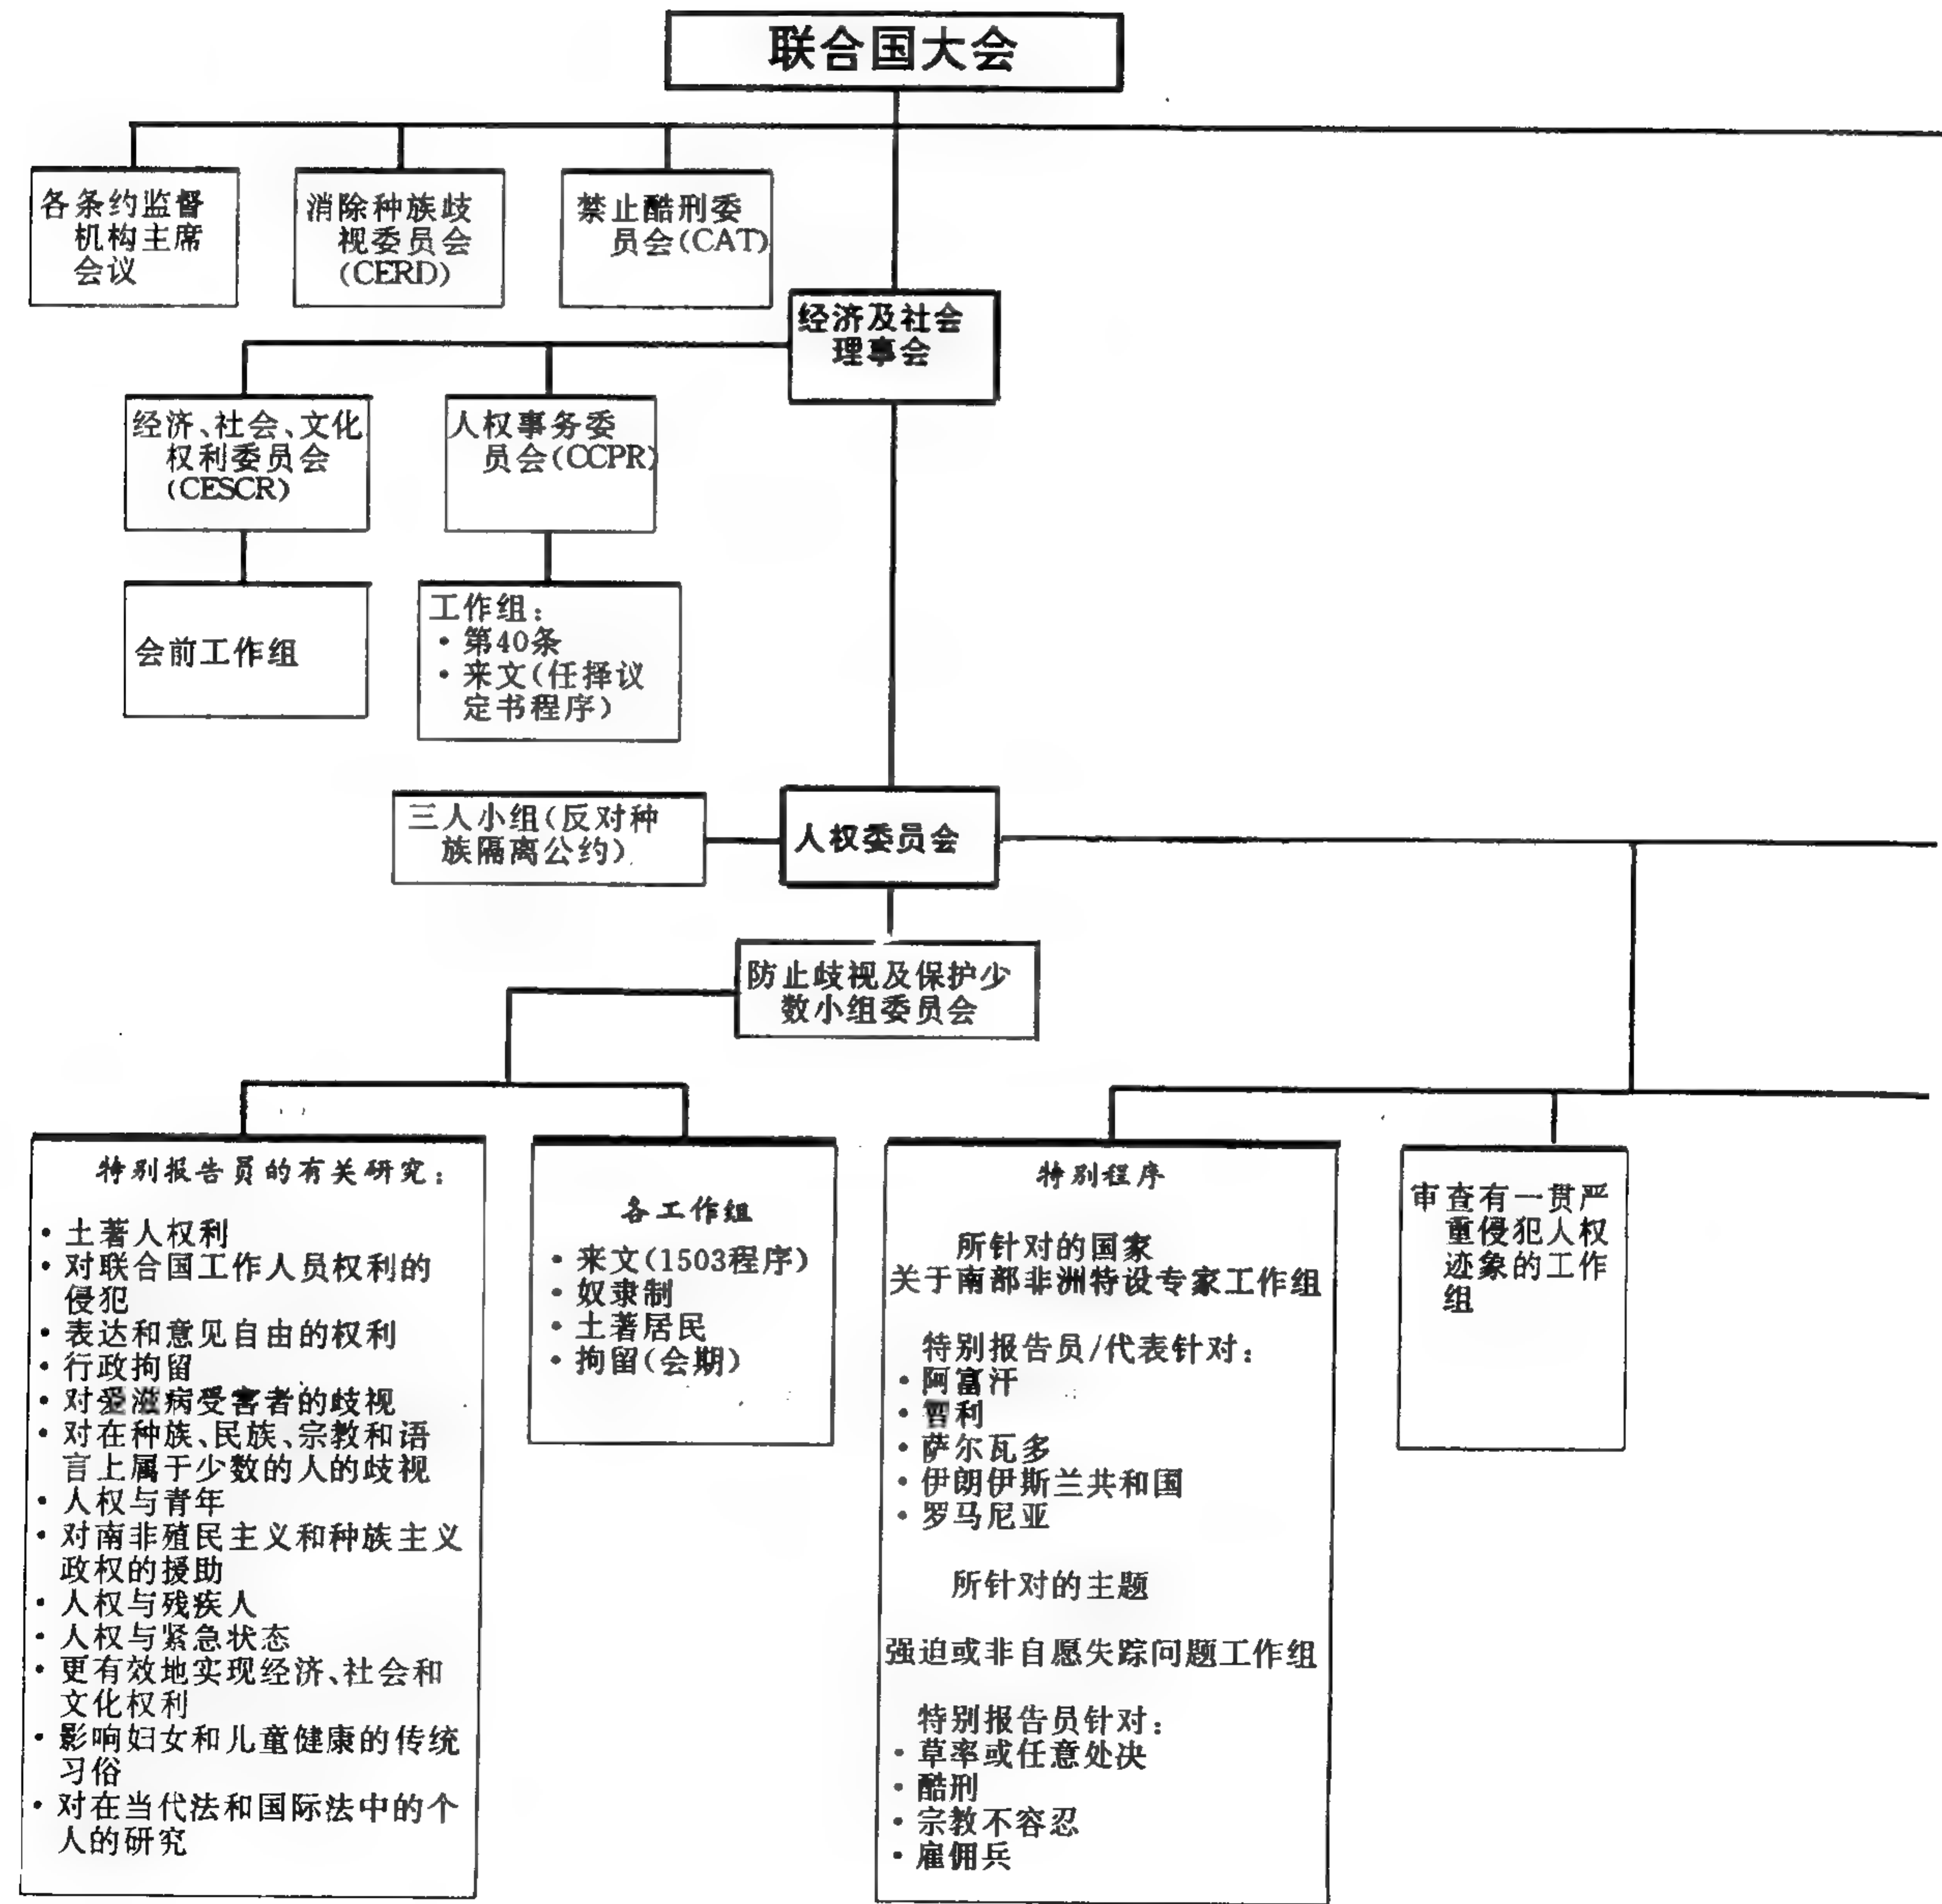 联合国大会
各条约监督
机构主席
会议
消除种族歧
视委员会
(CERD)
禁止酷刑委
员会(CAT)
经济及社会
理事会
经济、社会、文化
权利委员会
(CESCR)
人权事务委
员会(CCPR)
会前工作组
工作组：
·第40条
·来文(任择议
定书程序)
三人小组(反对种
族隔离公约)
人权委员会
防止歧视及保护少
数小组委员会
特别报告员的有关研究：
·土著人权利
·对联合国工作人员权利的
侵犯
·表达和意见自由的权利
·行政拘留
·对爱滋病受害者的歧视
·对在种族、民族、宗教和语
言上属于少数的人的歧视
·人权与青年
·对南非殖民主义和种族主义
政权的援助
·人权与残疾人
·人权与紧急状态
·更有效地实现经济、社会和
文化权利
·影响妇女和儿童健康的传统
习俗
·对在当代法和国际法中的个
人的研究
各工作组
·来文(1503程序)
·奴隶制
·土著居民
·拘留(会期)
特别程序
所针对的国家
关于南部非洲特设专家工作组
特别报告员/代表针对：
·阿富汗
·智利
·萨尔瓦多
·伊朗伊斯兰共和国
·罗马尼亚
所针对的主题
强迫或非自愿失踪问题工作组
特别报告员针对：
·草率或任意处决
·酷刑
·宗教不容忍
·雇佣兵
审查有一贯严
重侵犯人权
迹象的工作
组